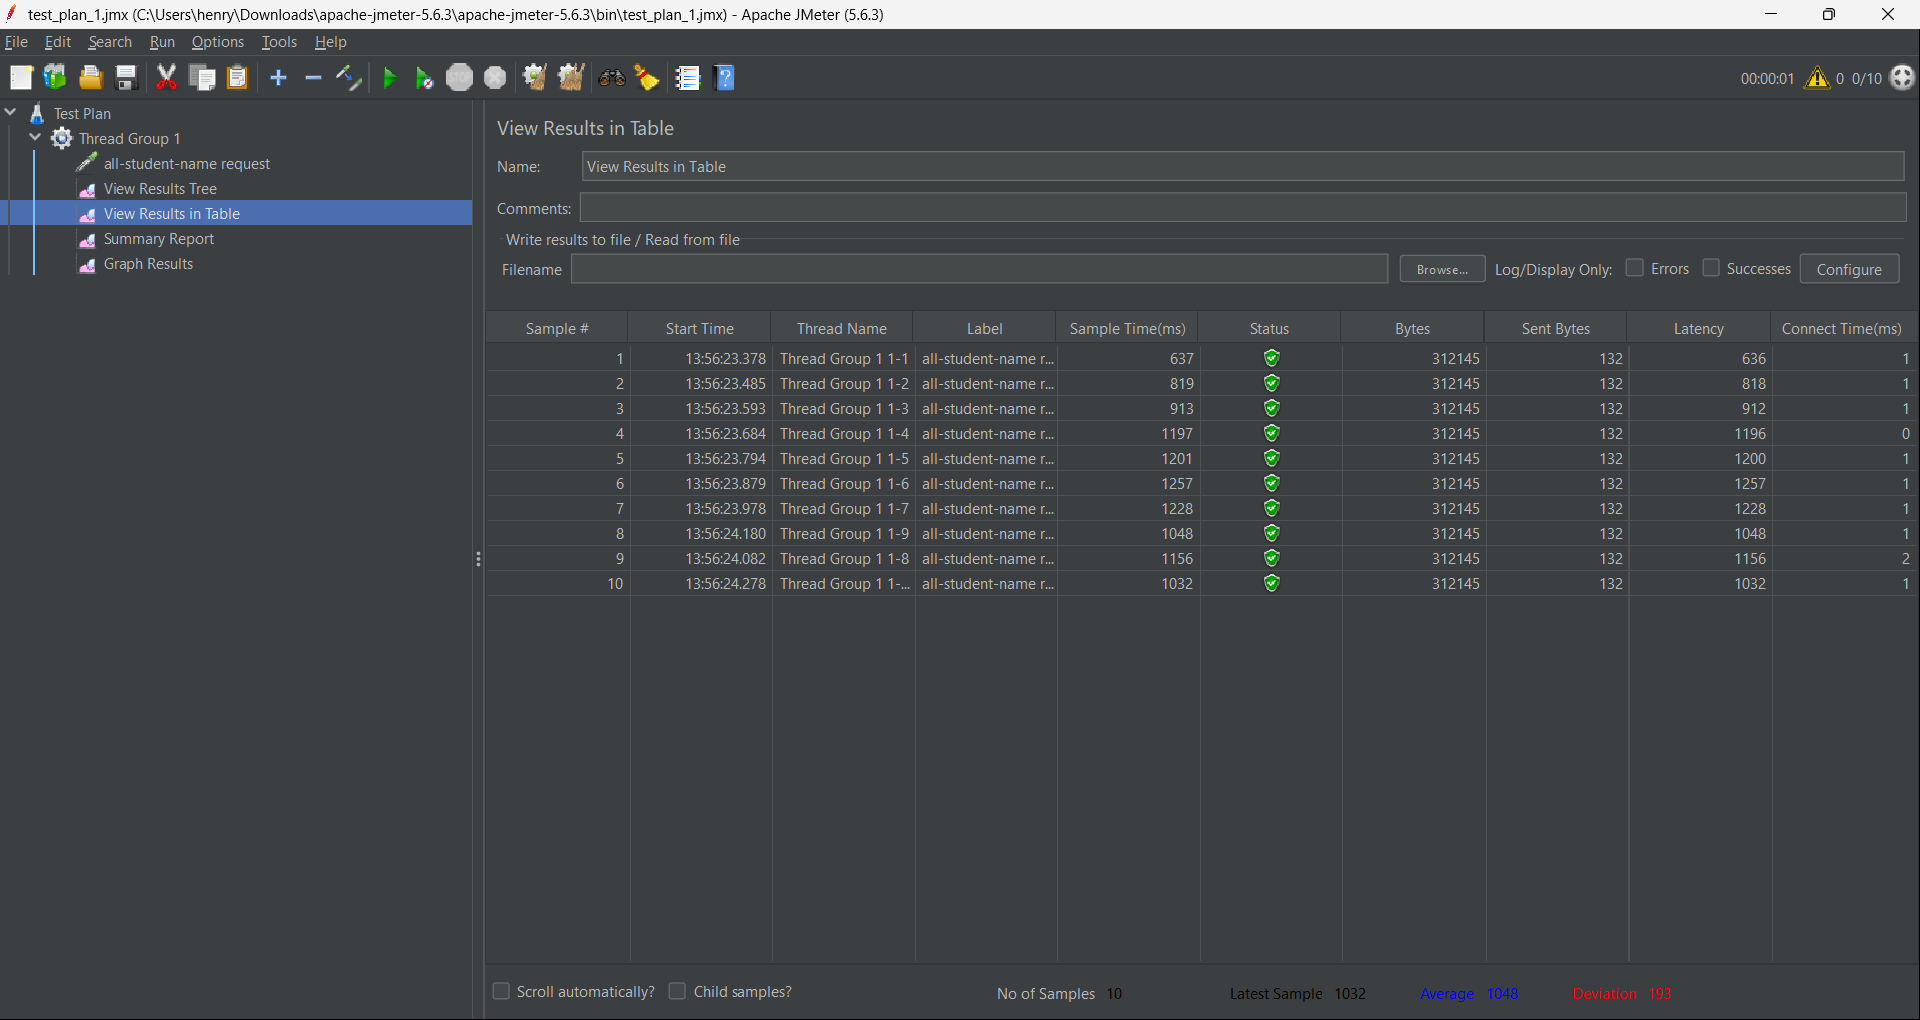 test_plan_1.jmx (C:\Users\henry\Downloads\apache-jmeter-5.6.3\apache-jmeter-5.6.3\bin\test_plan_1.jmx) - Apache JMeter (5.6.3)
File Edit Search Run Options Tools Help
STOP
00:00:01 0 0/10
Test Plan
Thread Group 1
all-student-name request
View Results Tree
View Results in Table
Summary Report
Graph Results
View Results in Table
Name: View Results in Table
Comments:
Write results to file / Read from file
Filename Browse... Log/Display Only: Errors Successes Configure
Sample # Start Time Thread Name Label Sample Time(ms) Status Bytes Sent Bytes Latency Connect Time(ms)
1 13:56:23.378 Thread Group 1 1-1 all-student-name r... 637 312145 132 636 1
2 13:56:23.485 Thread Group 1 1-2 all-student-name r... 819 312145 132 818 1
3 13:56:23.593 Thread Group 1 1-3 all-student-name r... 913 312145 132 912 1
4 13:56:23.684 Thread Group 1 1-4 all-student-name r... 1197 312145 132 1196 0
5 13:56:23.794 Thread Group 1 1-5 all-student-name r... 1201 312145 132 1200 1
6 13:56:23.879 Thread Group 1 1-6 all-student-name r... 1257 312145 132 1257 1
7 13:56:23.978 Thread Group 1 1-7 all-student-name r... 1228 312145 132 1228 1
8 13:56:24.180 Thread Group 1 1-9 all-student-name r... 1048 312145 132 1048 1
9 13:56:24.082 Thread Group 1 1-8 all-student-name r... 1156 312145 132 1156 2
10 13:56:24.278 Thread Group 1 1-... all-student-name r... 1032 312145 132 1032 1
Scroll automatically? Child samples? No of Samples 10 Latest Sample 1032 Average 1048 Deviation 193